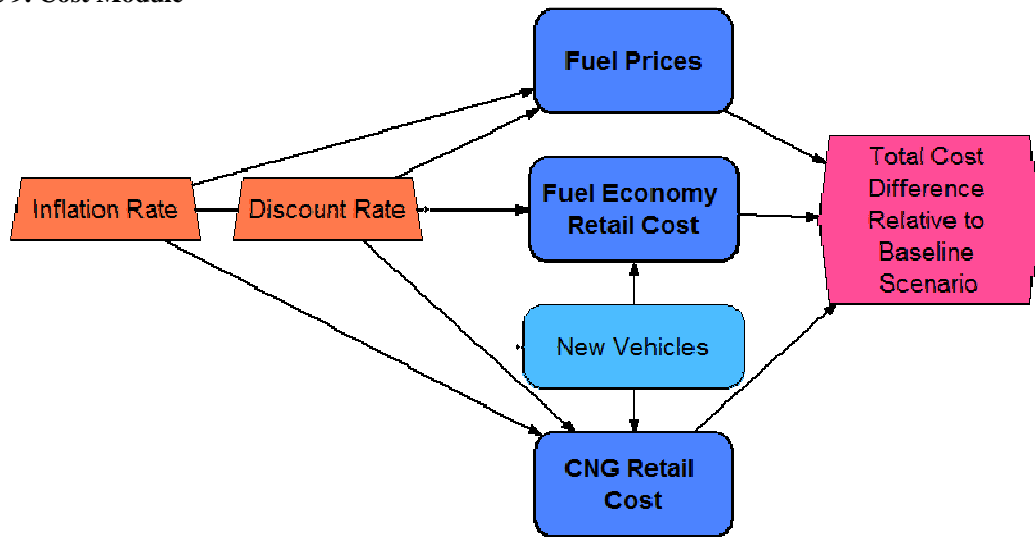 Cost Module
Fuel Prices
Inflation Rate
Discount Rate
Fuel Economy
Retail Cost
Total Cost
Difference
Relative to
Baseline
Scenario
New Vehicles
CNG Retail
Cost